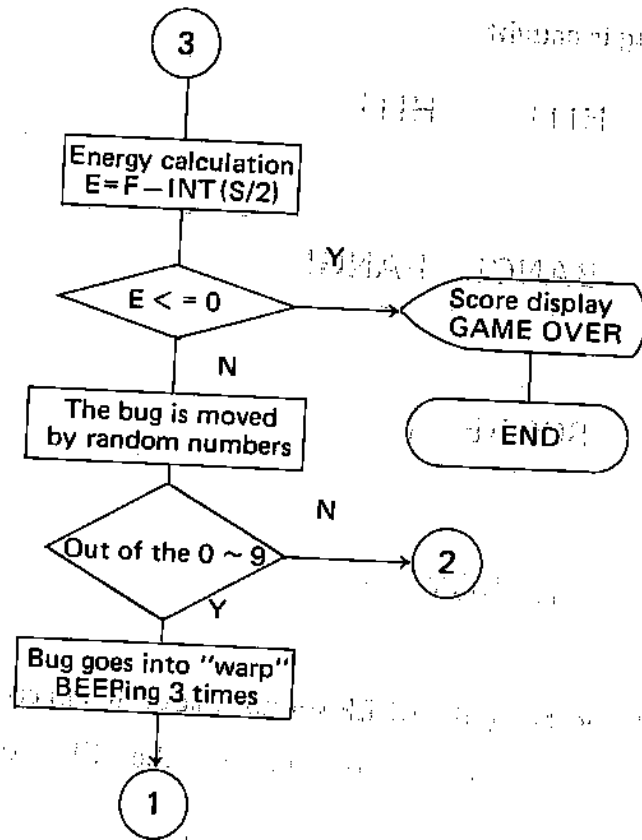 3
Energy calculation
E=F−INT(S/2)
E < = 0
Y
Score display
GAME OVER
N
END
The bug is moved
by random numbers
Out of the 0 ~ 9
N
2
Y
Bug goes into "warp"
BEEPing 3 times
1